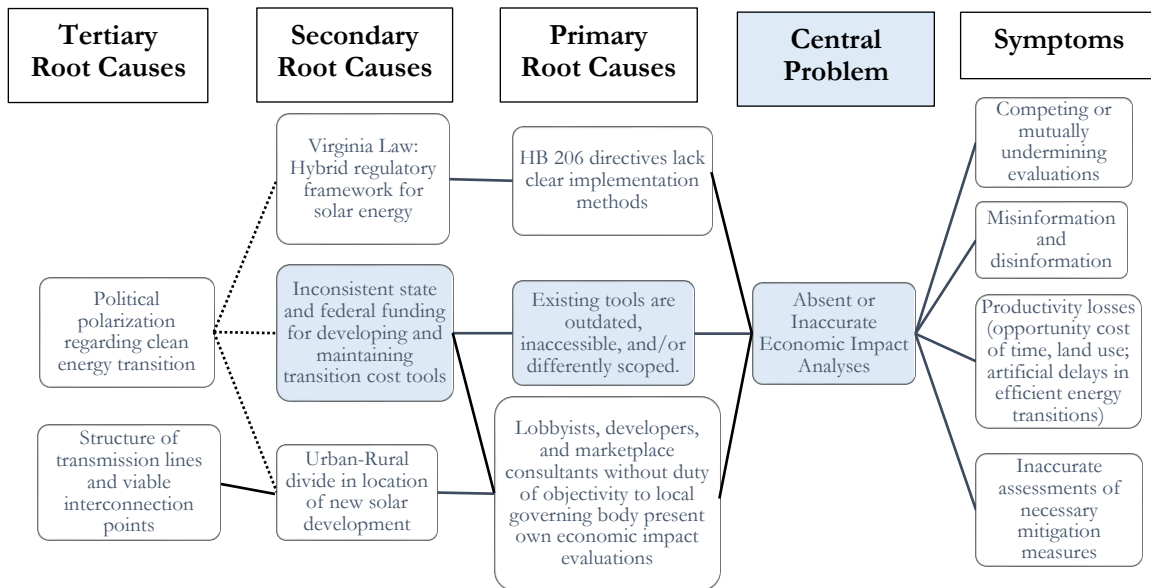 Tertiary
Root Causes
Secondary
Root Causes
Primary
Root Causes
Central
Problem
Symptoms
Political
polarization
regarding clean
energy transition
Structure of
transmission lines
and viable
interconnection
points
Virginia Law:
Hybrid regulatory
framework for
solar energy
Inconsistent state
and federal funding
for developing and
maintaining
transition cost tools
Urban-Rural
divide in location
of new solar
development
HB 206 directives lack
clear implementation
methods
Existing tools are
outdated,
inaccessible, and/or
differently scoped.
Lobbyists, developers,
and marketplace
consultants without duty
of objectivity to local
governing body present
own economic impact
evaluations
Absent or
Inaccurate
Economic Impact
Analyses
Competing or
mutually
undermining
evaluations
Misinformation
and
disinformation
Productivity losses
(opportunity cost
of time, land use;
artificial delays in
efficient energy
transitions)
Inaccurate
assessments of
necessary
mitigation
measures